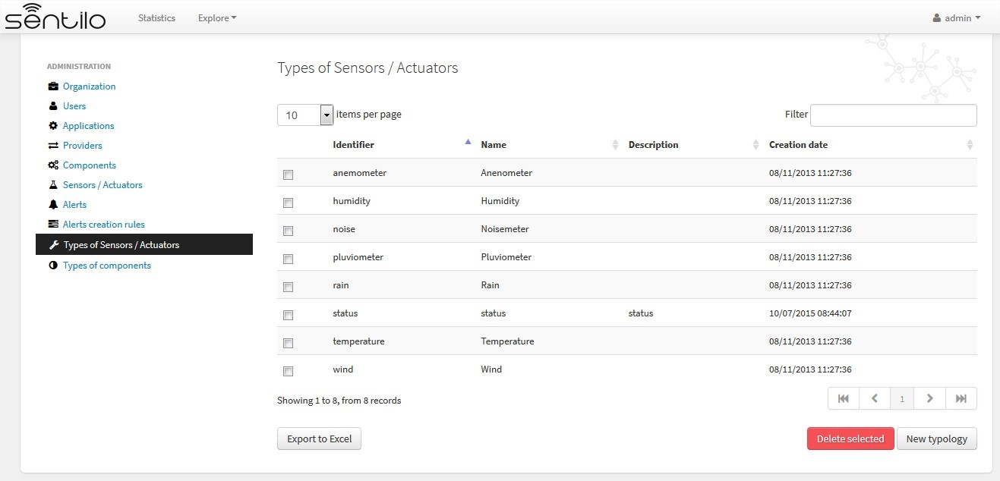 sentilo Statistics Explore admin
ADMINISTRATION
Organization
Users
Applications
Providers
Components
Sensors / Actuators
Alerts
Alerts creation rules
Types of Sensors / Actuators
Types of components
Types of Sensors / Actuators
10 items per page Filter
Identifier Name Description Creation date
anemometer Anenometer 08/11/2013 11:27:36
humidity Humidity 08/11/2013 11:27:36
noise Noisemeter 08/11/2013 11:27:36
pluviometer Pluviometer 08/11/2013 11:27:36
rain Rain 08/11/2013 11:27:36
status status status 10/07/2015 08:44:07
temperature Temperature 08/11/2013 11:27:36
wind Wind 08/11/2013 11:27:36
Showing 1 to 8, from 8 records 1
Export to Excel Delete selected New typology